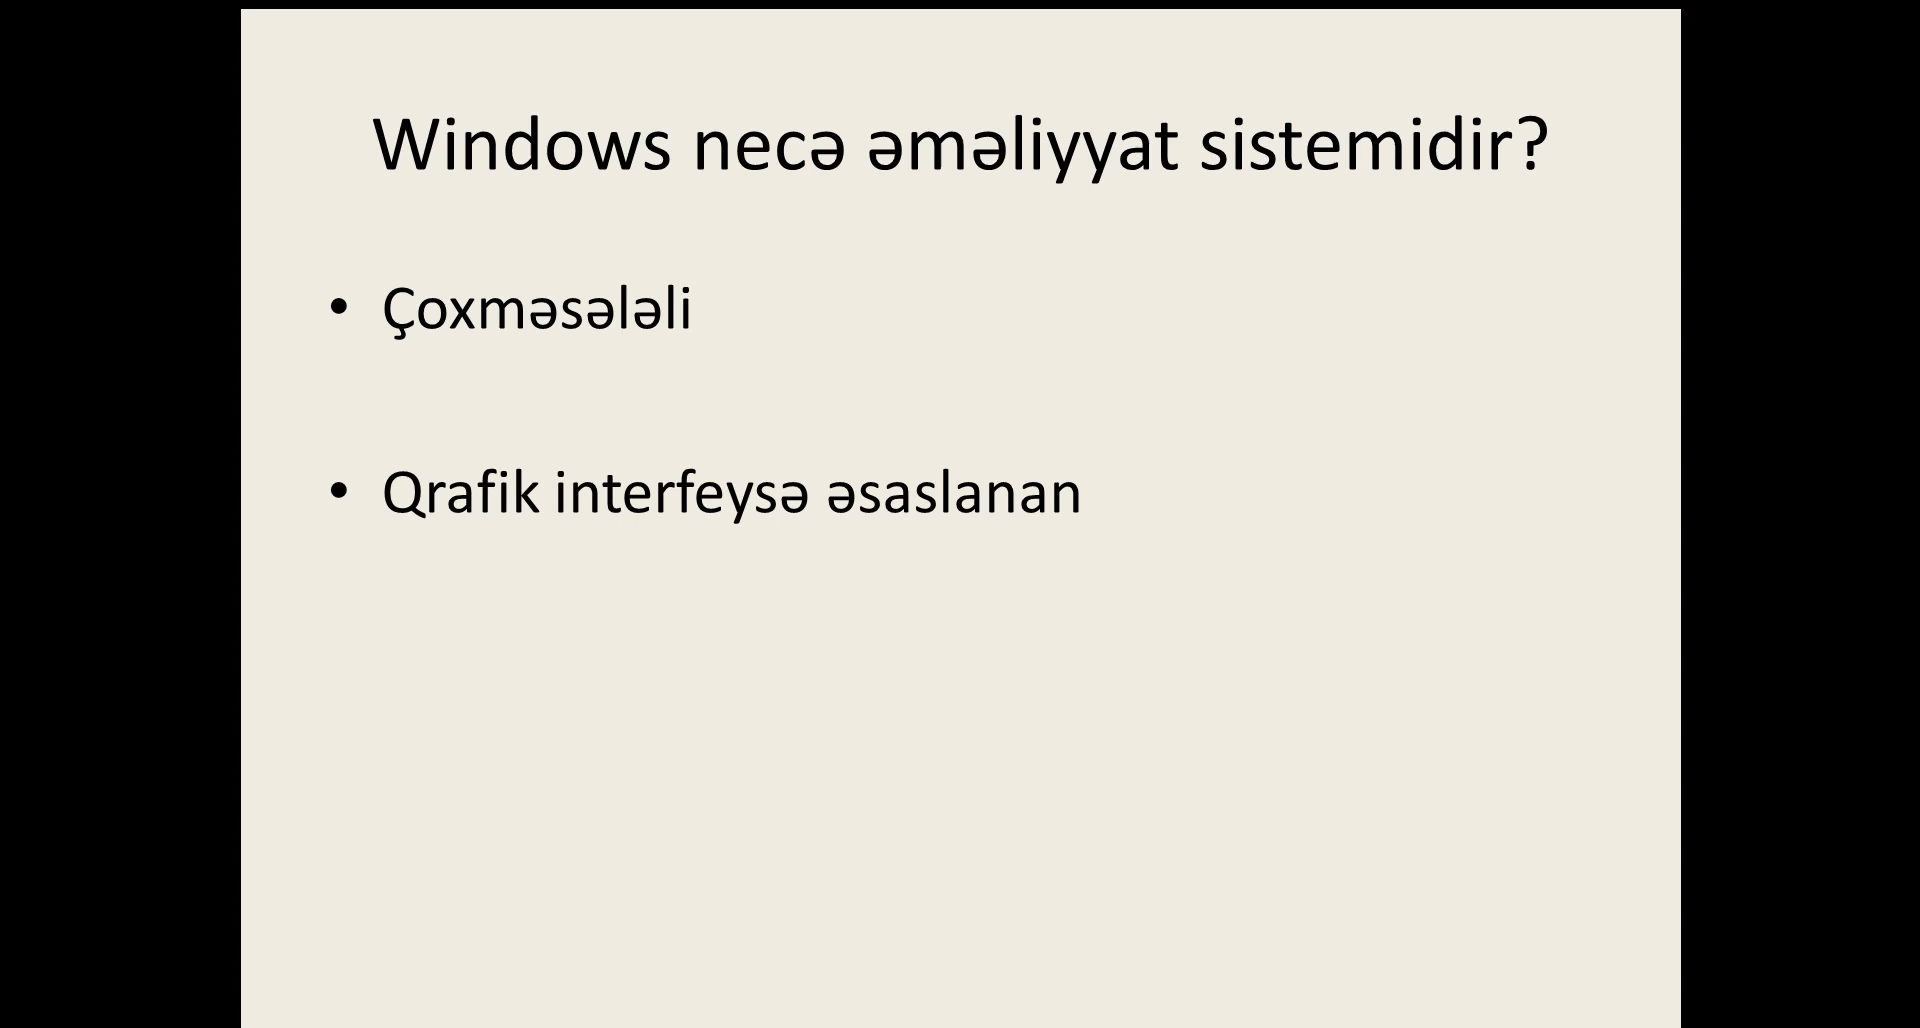 Windows necə əməliyyat sistemidir?
• Çoxməsələli
• Qrafik interfeysə əsaslanan